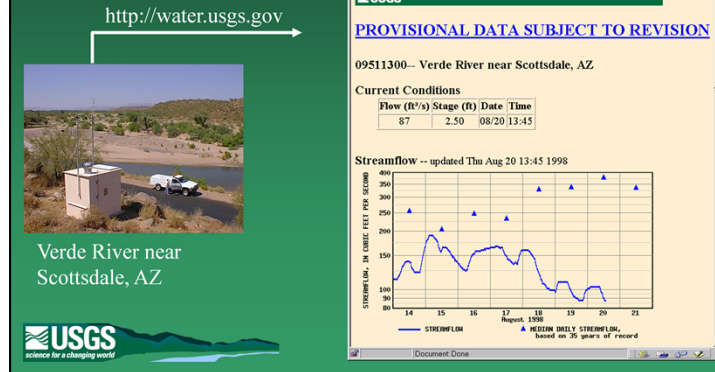 http://water.usgs.gov
Verde River near
Scottsdale, AZ
USGS
science for a changing world
USGS
PROVISIONAL DATA SUBJECT TO REVISION
09511300-- Verde River near Scottsdale, AZ
Current Conditions
Flow (ft³/s) Stage (ft) Date Time
87 2.50 08/20 13:45
Streamflow -- updated Thu Aug 20 13:45 1998
STREAMFLOW, IN CUBIC FEET PER SECOND
400
350
300
250
200
150
100
90
80
14 15 16 17 18 19 20 21
August 1998
STREAMFLOW
MEDIAN DAILY STREAMFLOW,
based on 35 years of record
Document Done